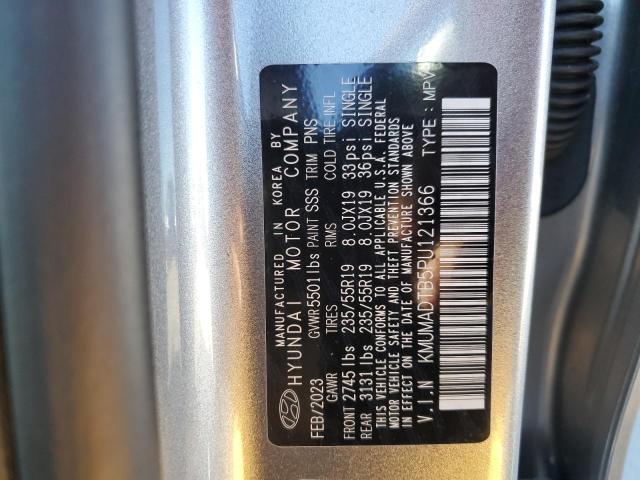 MANUFACTURED IN KOREA BY
HYUNDAI MOTOR COMPANY
FEB/2023 GVWR 5501 lbs PAINT SSS TRIM PNS
GAWR TIRES RIMS COLD TIRE INFL
FRONT 2745 lbs 235/55R19 8.0JX19 33psi SINGLE
REAR 3131 lbs 235/55R19 8.0JX19 36psi SINGLE
THIS VEHICLE CONFORMS TO ALL APPLICABLE U.S.A. FEDERAL
MOTOR VEHICLE SAFETY AND THEFT PREVENTION STANDARDS
IN EFFECT ON THE DATE OF MANUFACTURE SHOWN ABOVE
V.I.N KMUMADTB5PU121366 TYPE : MPV